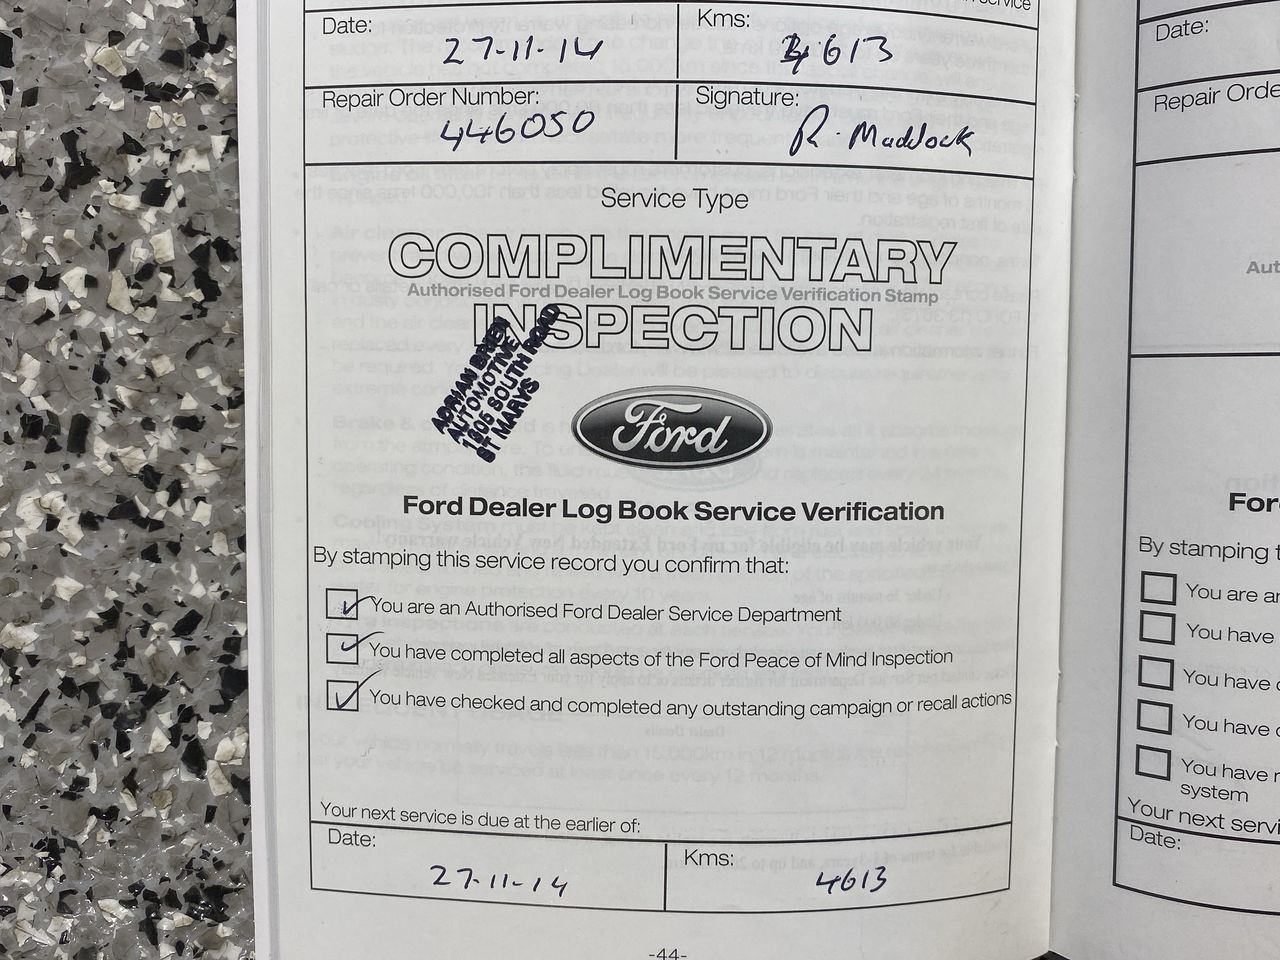 service
Date: Kms:
27-11-14 4613
Repair Order Number: Signature:
446050 R. Maddock
Service Type
COMPLIMENTARY
Authorised Ford Dealer Log Book Service Verification Stamp
INSPECTION
ADRIAN BRIEN
AUTOMOTIVE
1305 SOUTH ROAD
ST MARYS
Ford
Ford Dealer Log Book Service Verification
By stamping this service record you confirm that:
You are an Authorised Ford Dealer Service Department
You have completed all aspects of the Ford Peace of Mind Inspection
You have checked and completed any outstanding campaign or recall actions
Your next service is due at the earlier of:
Date: Kms:
27-11-14 4613
-44-
Date:
Repair Orde
Aut
For
By stamping t
You are an
You have
You have c
You have c
You have r
system
Your next servi
Date: